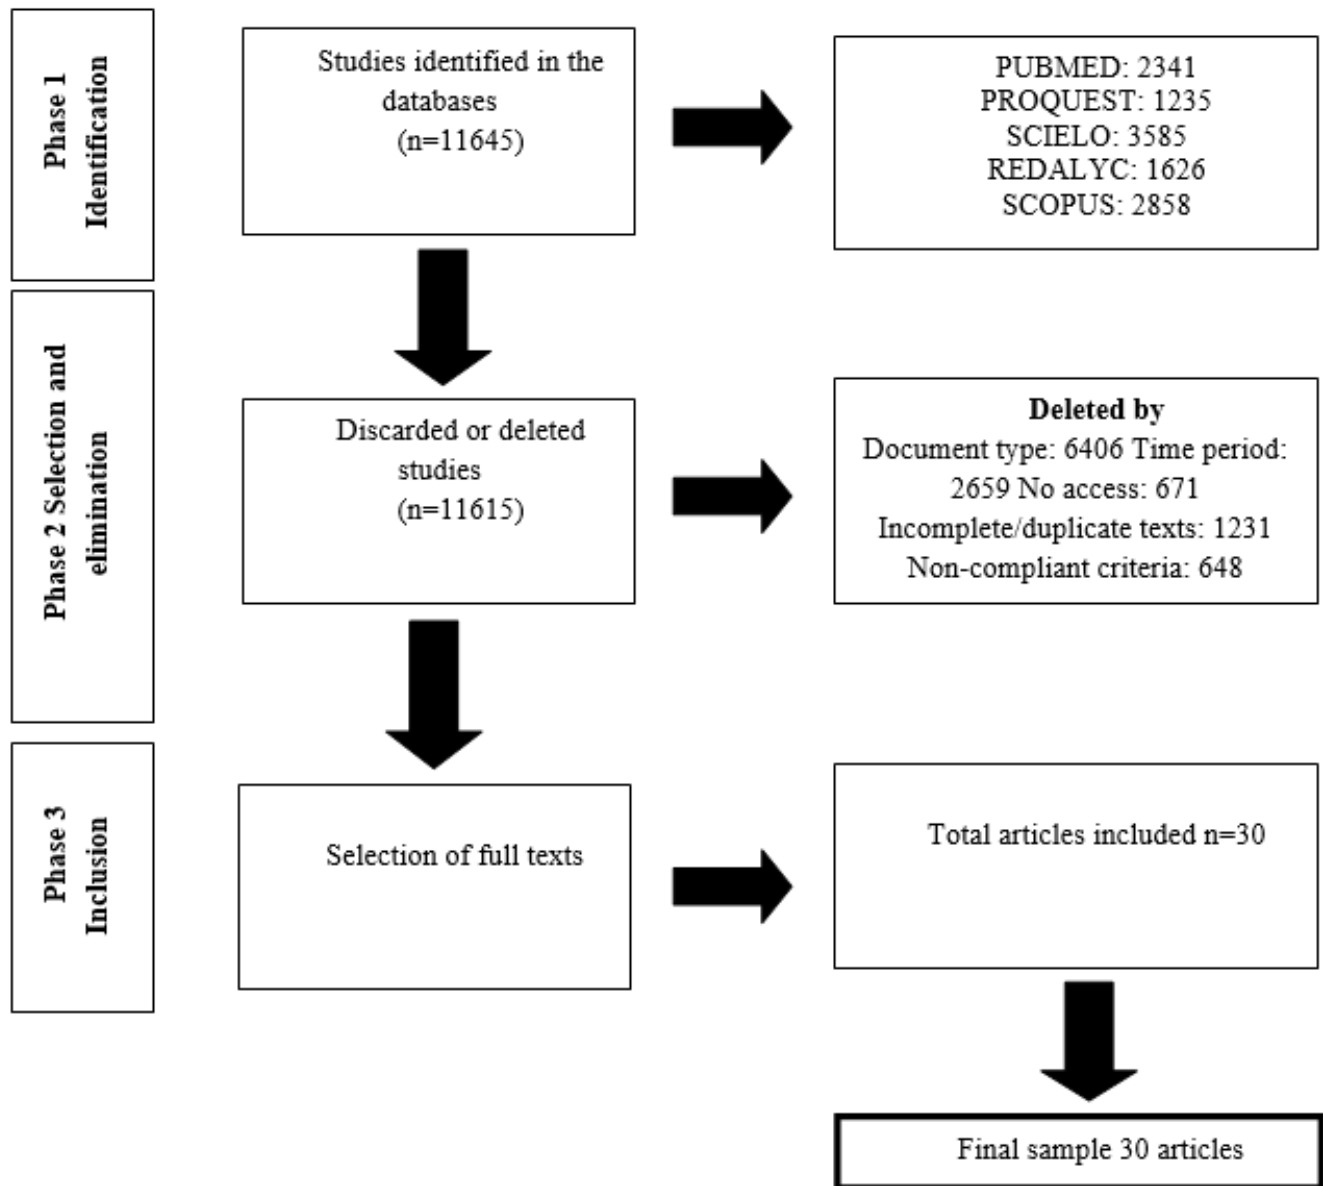 Phase 1
Identification
Studies identified in the
databases
(n=11645)
PUBMED: 2341
PROQUEST: 1235
SCIELO: 3585
REDALYC: 1626
SCOPUS: 2858
Phase 2 Selection and
elimination
Discarded or deleted
studies
(n=11615)
Deleted by
Document type: 6406 Time period:
2659 No access: 671
Incomplete/duplicate texts: 1231
Non-compliant criteria: 648
Phase 3
Inclusion
Selection of full texts
Total articles included n=30
Final sample 30 articles